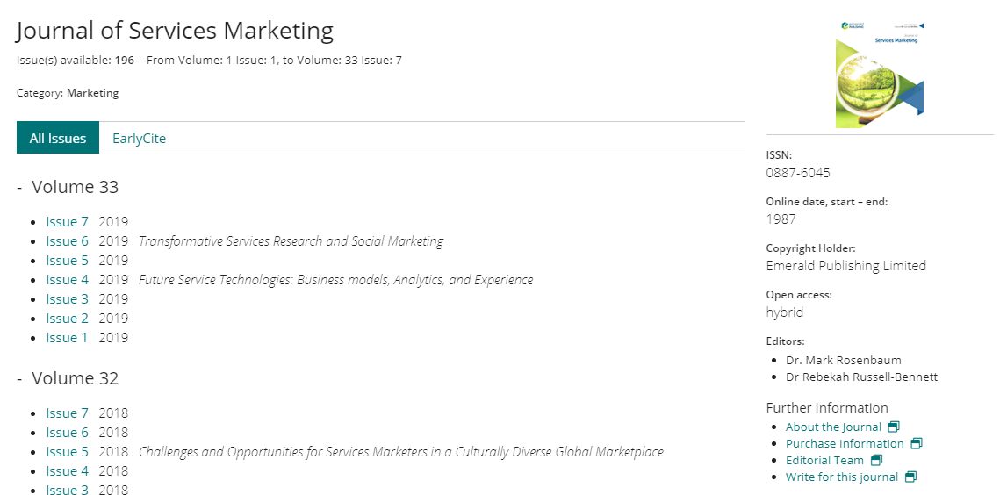 Journal of Services Marketing
Issue(s) available: 196 – From Volume: 1 Issue: 1, to Volume: 33 Issue: 7
Category: Marketing
All Issues
EarlyCite
- Volume 33
Issue 7 2019
Issue 6 2019 Transformative Services Research and Social Marketing
Issue 5 2019
Issue 4 2019 Future Service Technologies: Business models, Analytics, and Experience
Issue 3 2019
Issue 2 2019
Issue 1 2019
- Volume 32
Issue 7 2018
Issue 6 2018
Issue 5 2018 Challenges and Opportunities for Services Marketers in a Culturally Diverse Global Marketplace
Issue 4 2018
Issue 3 2018
emerald
PUBLISHING
Journal of
Services Marketing
ISSN:
0887-6045
Online date, start – end:
1987
Copyright Holder:
Emerald Publishing Limited
Open access:
hybrid
Editors:
Dr. Mark Rosenbaum
Dr Rebekah Russell-Bennett
Further Information
About the Journal
Purchase Information
Editorial Team
Write for this journal